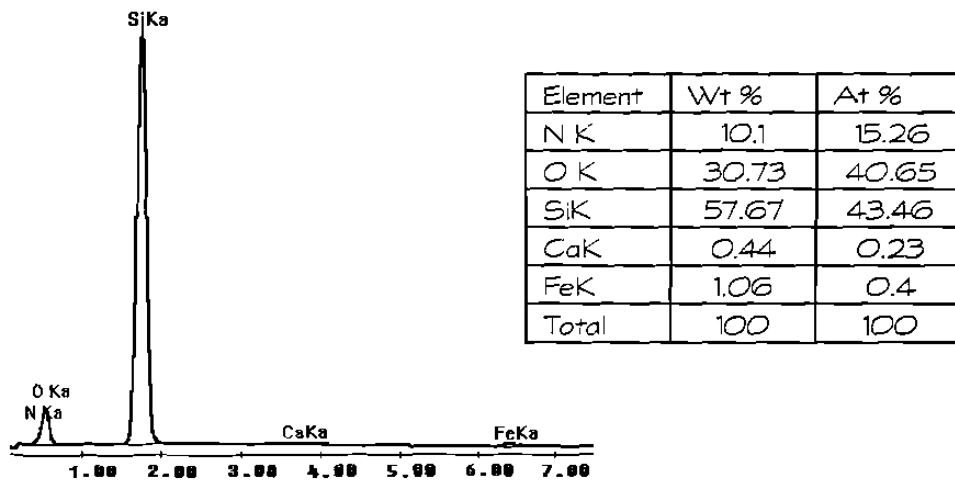 SiKa
O Ka
N Ka
CaKa
FeKa
1.00 2.00 3.00 4.00 5.00 6.00 7.00
Element Wt % At %
N K 10.1 15.26
O K 30.73 40.65
SiK 57.67 43.46
CaK 0.44 0.23
FeK 1.06 0.4
Total 100 100